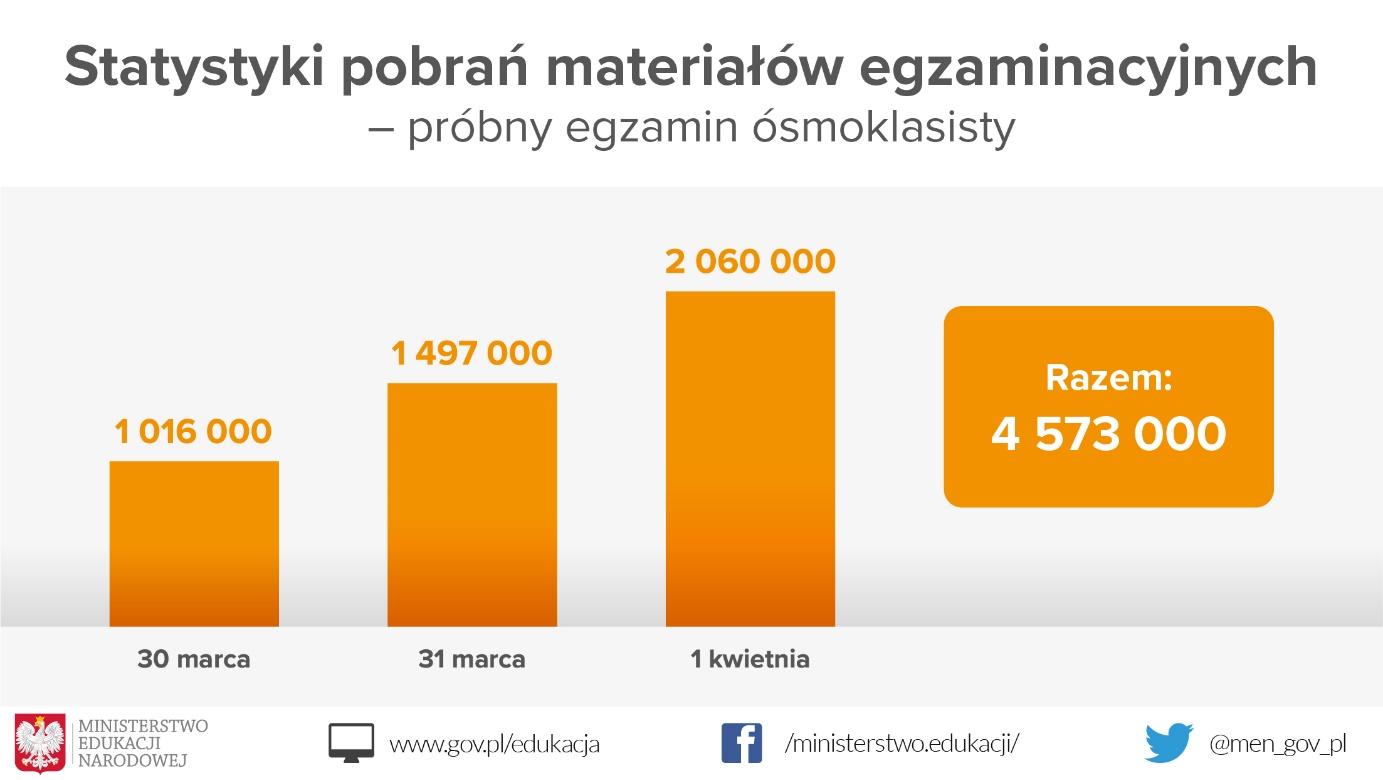 Statystyki pobrań materiałów egzaminacyjnych
– próbny egzamin ósmoklasisty
2 060 000
1 497 000
1 016 000
Razem:
4 573 000
30 marca
31 marca
1 kwietnia
MINISTERSTWO
EDUKACJI
NARODOWEJ
www.gov.pl/edukacja
/ministerstwo.edukacji/
@men_gov_pl